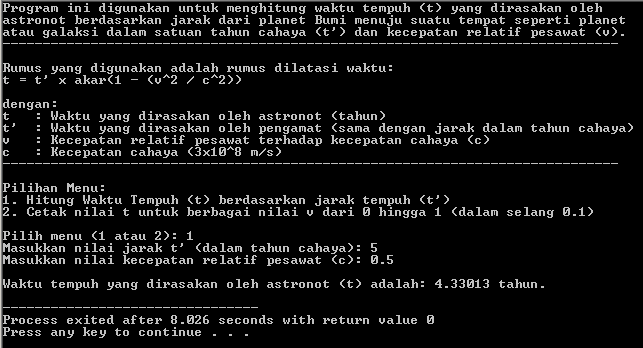 Program ini digunakan untuk menghitung waktu tempuh (t) yang dirasakan oleh
astronot berdasarkan jarak dari planet Bumi menuju suatu tempat seperti planet
atau galaksi dalam satuan tahun cahaya (t') dan kecepatan relatif pesawat (v).
-----------------------------------------------------------------------------
Rumus yang digunakan adalah rumus dilatasi waktu:
t = t' x akar(1 - (v^2 / c^2))
dengan:
t   : Waktu yang dirasakan oleh astronot (tahun)
t'  : Waktu yang dirasakan oleh pengamat (sama dengan jarak dalam tahun cahaya)
v   : Kecepatan relatif pesawat terhadap kecepatan cahaya (c)
c   : Kecepatan cahaya (3x10^8 m/s)
-----------------------------------------------------------------------------
Pilihan Menu:
1. Hitung Waktu Tempuh (t) berdasarkan jarak tempuh (t')
2. Cetak nilai t untuk berbagai nilai v dari 0 hingga 1 (dalam selang 0.1)
Pilih menu (1 atau 2): 1
Masukkan nilai jarak t' (dalam tahun cahaya): 5
Masukkan nilai kecepatan relatif pesawat (c): 0.5
Waktu tempuh yang dirasakan oleh astronot (t) adalah: 4.33013 tahun.
--------------------------------
Process exited after 8.026 seconds with return value 0
Press any key to continue . . .